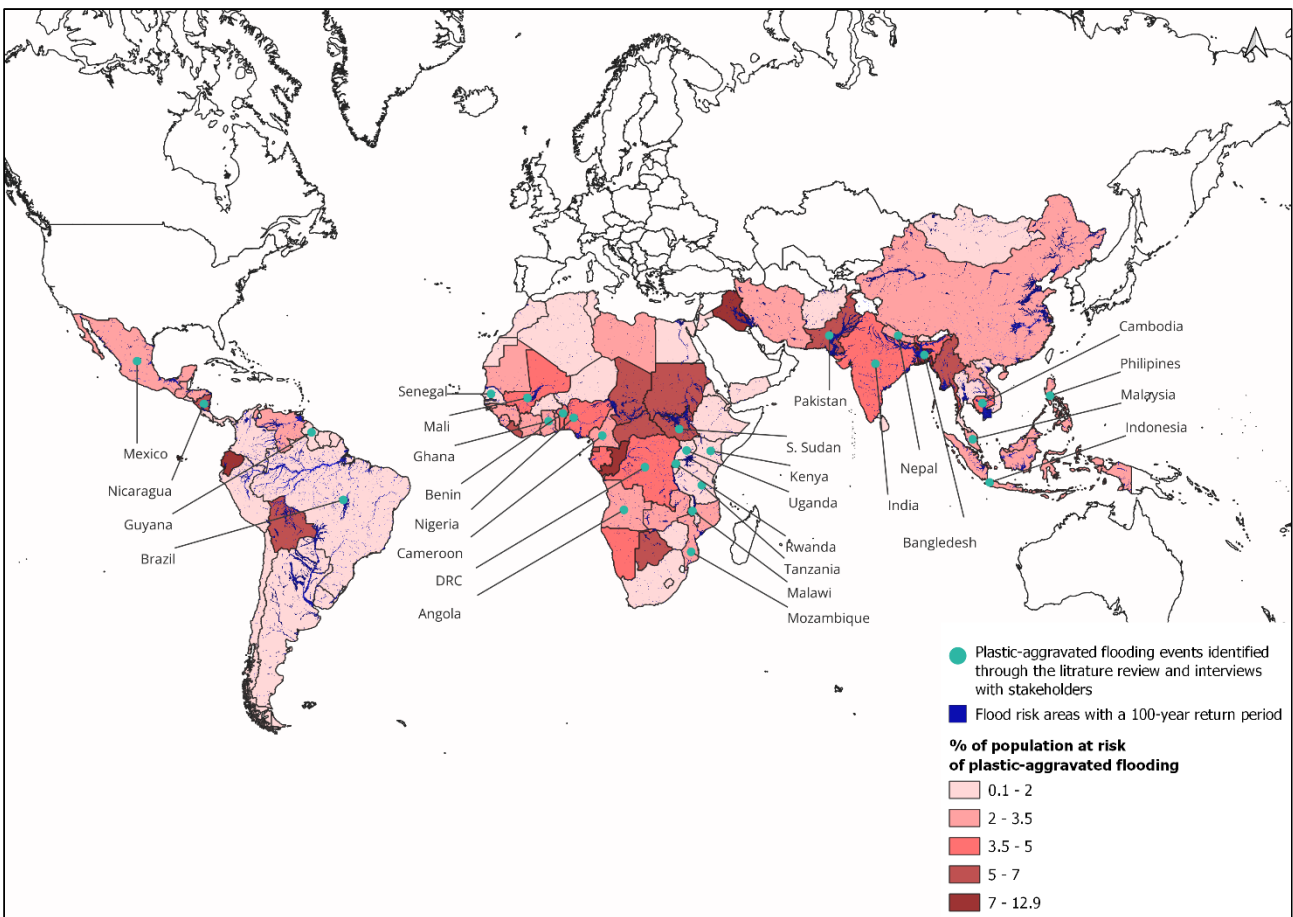 Cambodia
Philipines
Malaysia
Indonesia
Senegal
Mali
Ghana
Benin
Nigeria
Cameroon
DRC
Angola
Mexico
Nicaragua
Guyana
Brazil
Pakistan
S. Sudan
Kenya
Uganda
Rwanda
Tanzania
Malawi
Mozambique
Nepal
India
Bangledesh
Plastic-aggravated flooding events identified
through the litrature review and interviews
with stakeholders
Flood risk areas with a 100-year return period
% of population at risk
of plastic-aggravated flooding
0.1 - 2
2 - 3.5
3.5 - 5
5 - 7
7 - 12.9